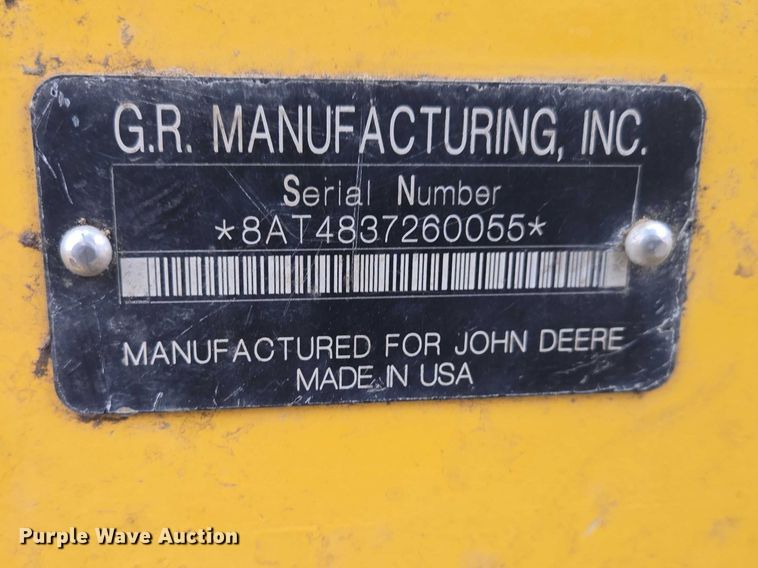 G.R. MANUFACTURING, INC.
Serial Number
*8AT4837260055*
MANUFACTURED FOR JOHN DEERE
MADE IN USA
Purple Wave Auction